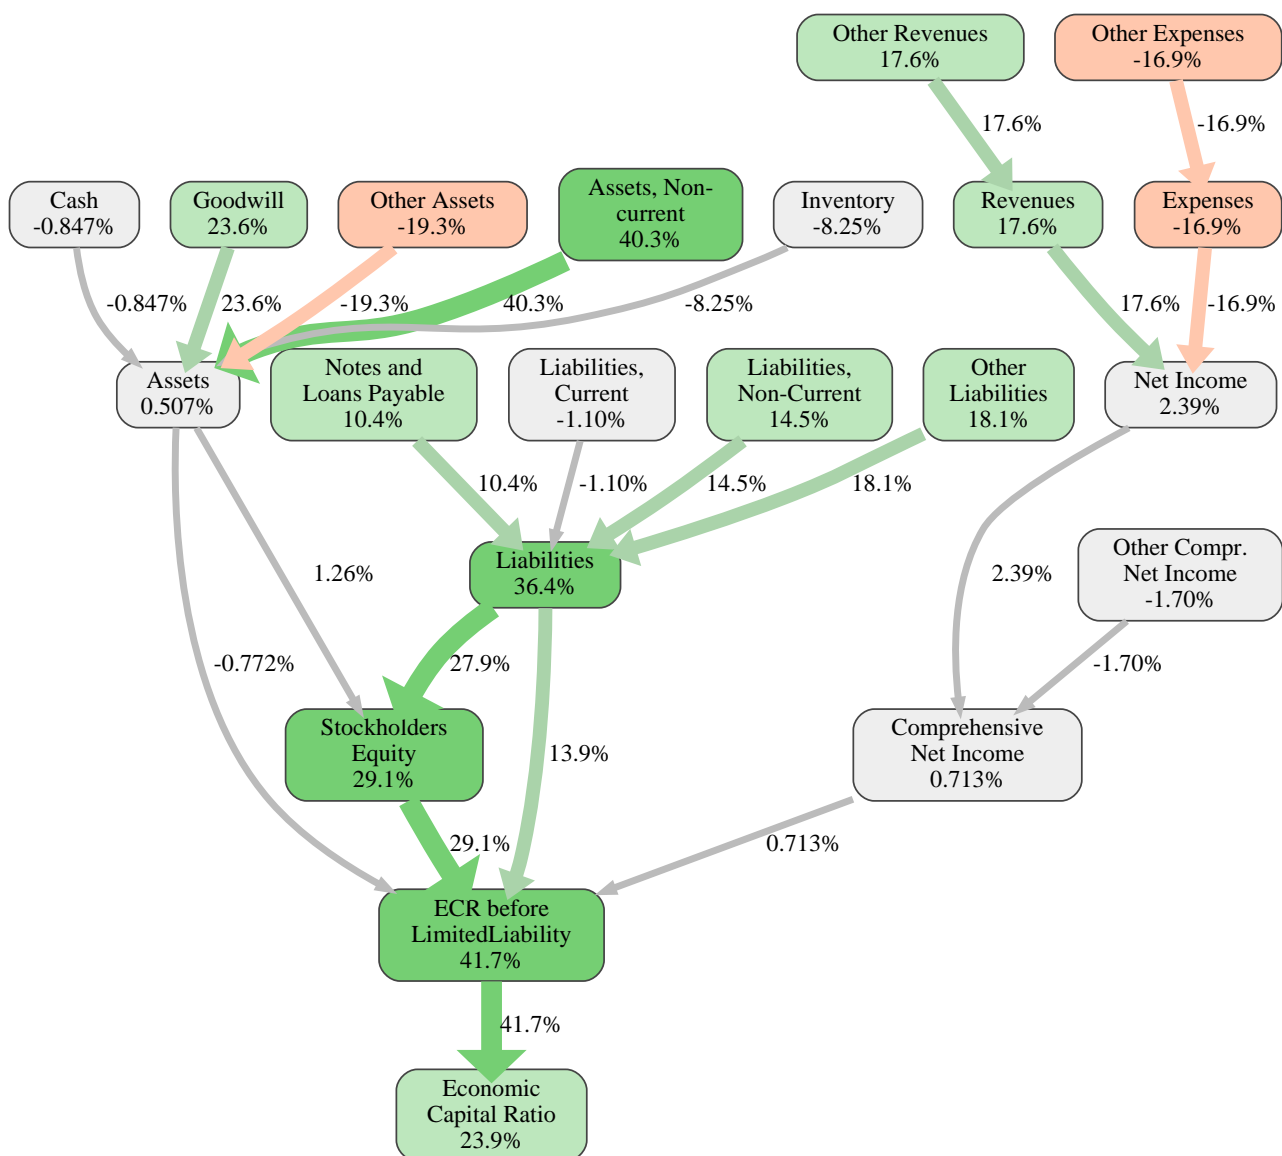 Other Revenues
17.6%
Other Expenses
-16.9%
17.6%
-16.9%
Cash
-0.847%
Goodwill
23.6%
Other Assets
-19.3%
Assets, Non-
current
40.3%
Inventory
-8.25%
Revenues
17.6%
Expenses
-16.9%
-0.847%
23.6%
-19.3%
40.3%
-8.25%
17.6%
-16.9%
Assets
0.507%
Notes and
Loans Payable
10.4%
Liabilities,
Current
-1.10%
Liabilities,
Non-Current
14.5%
Other
Liabilities
18.1%
Net Income
2.39%
10.4%
-1.10%
14.5%
18.1%
Liabilities
36.4%
1.26%
2.39%
Other Compr.
Net Income
-1.70%
-0.772%
27.9%
-1.70%
Stockholders
Equity
29.1%
13.9%
Comprehensive
Net Income
0.713%
29.1%
0.713%
ECR before
LimitedLiability
41.7%
41.7%
Economic
Capital Ratio
23.9%